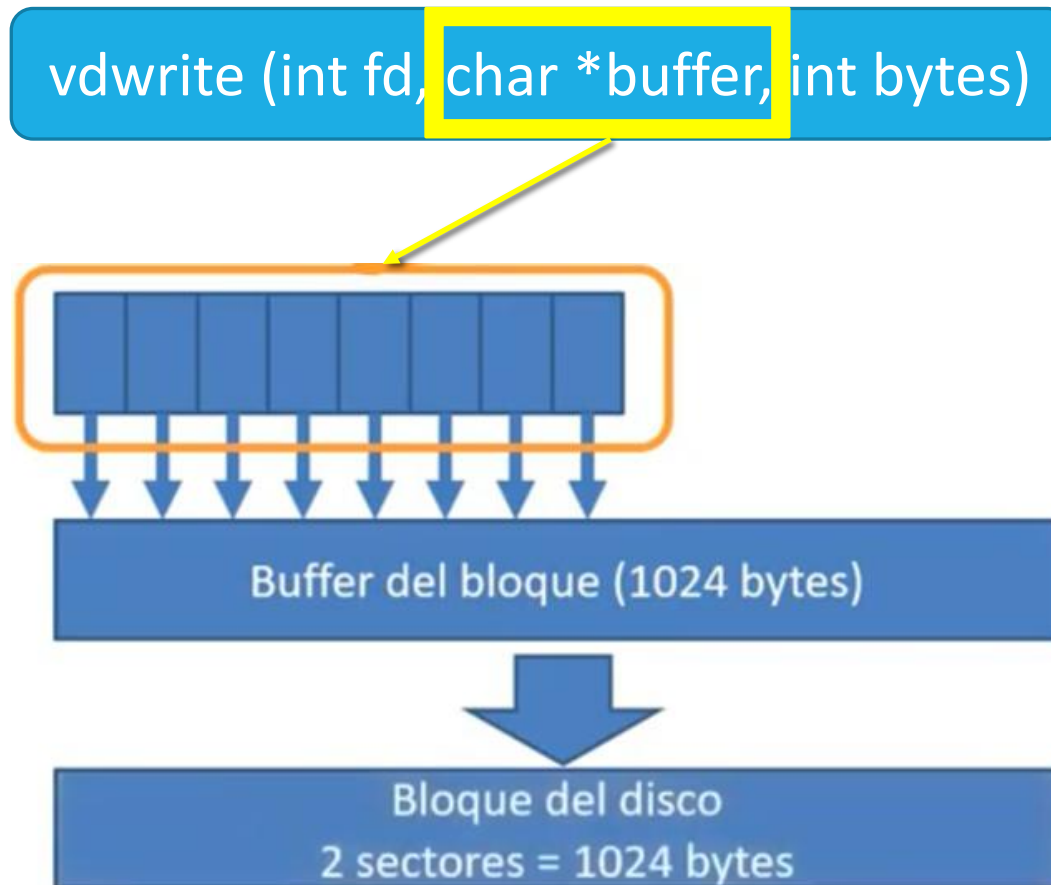 vdwrite (int fd, char *buffer, int bytes)
Buffer del bloque (1024 bytes)
Bloque del disco
2 sectores = 1024 bytes